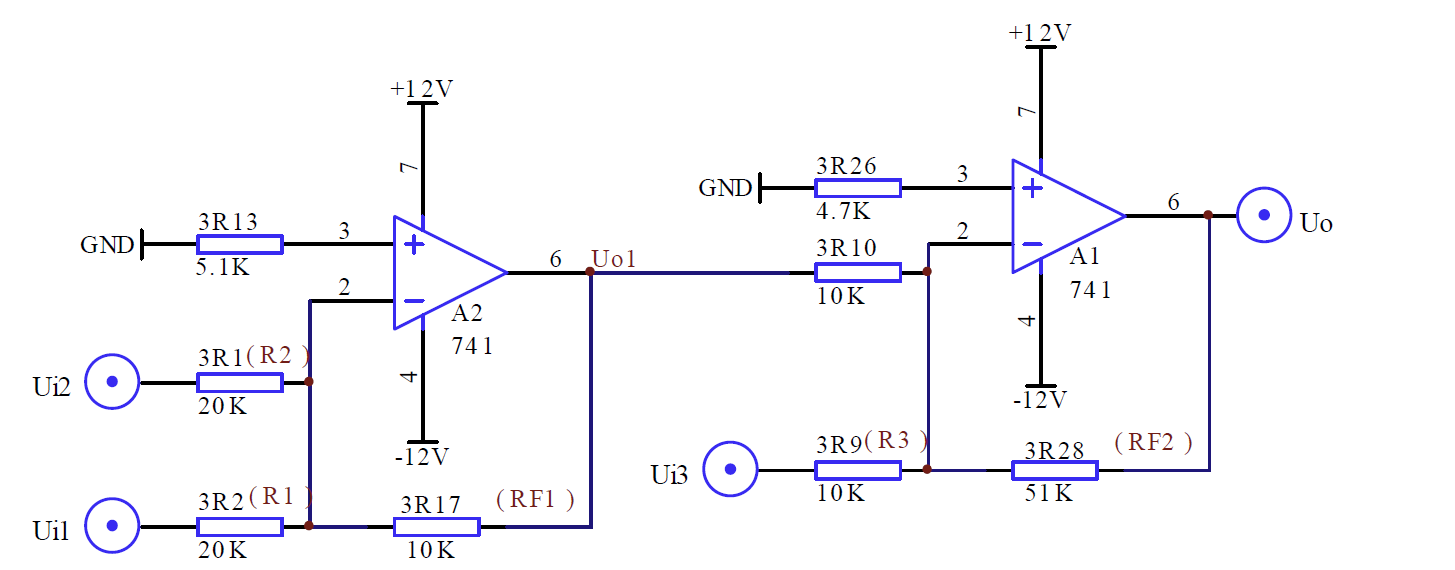 +12V
7
3R13
GND
3
5.1K
2
6
Uo1
A2
741
3R1
(R2)
Ui2
20K
4
-12V
3R2
(R1)
Ui1
20K
3R17
(RF1)
10K
+12V
7
3R26
GND
3
4.7K
3R10
2
6
Uo
10K
A1
741
4
-12V
3R9
(R3)
Ui3
10K
3R28
(RF2)
51K